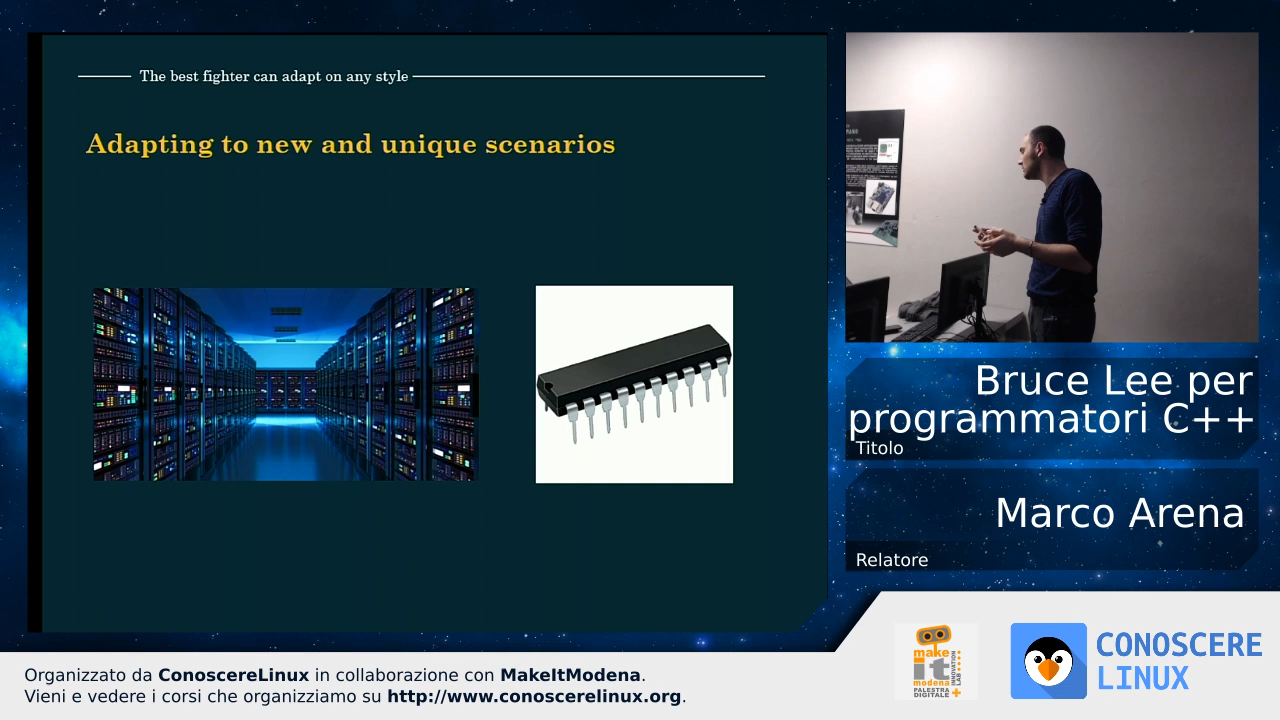 The best fighter can adapt on any style
Adapting to new and unique scenarios
Bruce Lee per
programmatori C++
Titolo
Marco Arena
Relatore
make
it
modena
PALESTRA
DIGITALE
INNOVATION
LAB
CONOSCERE
LINUX
Organizzato da ConoscereLinux in collaborazione con MakeItModena.
Vieni e vedere i corsi che organizziamo su http://www.conoscerelinux.org.